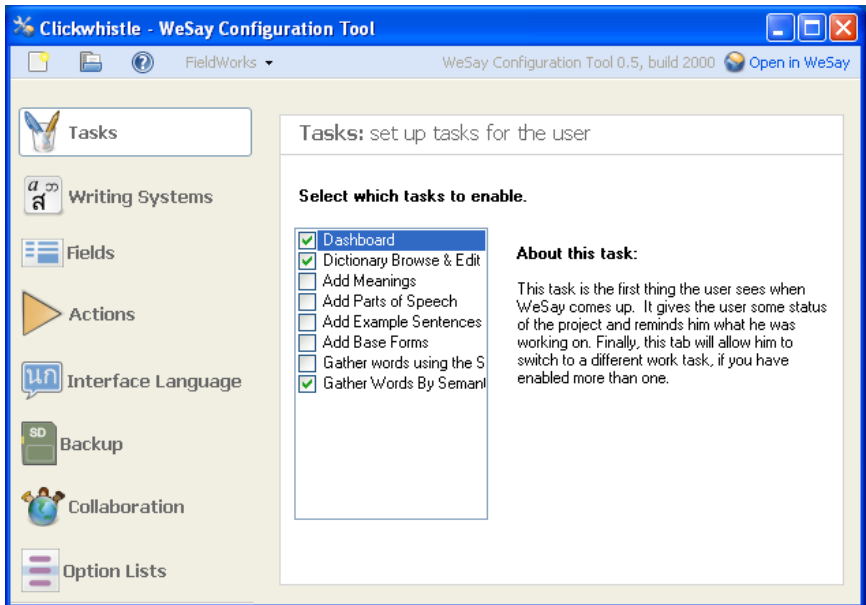 Clickwhistle - WeSay Configuration Tool
FieldWorks WeSay Configuration Tool 0.5, build 2000 Open in WeSay
Tasks
Writing Systems
Fields
Actions
Interface Language
Backup
Collaboration
Option Lists
Tasks: set up tasks for the user
Select which tasks to enable.
Dashboard
Dictionary Browse & Edit
Add Meanings
Add Parts of Speech
Add Example Sentences
Add Base Forms
Gather words using the S
Gather Words By Semant
About this task:
This task is the first thing the user sees when
WeSay comes up. It gives the user some status
of the project and reminds him what he was
working on. Finally, this tab will allow him to
switch to a different work task, if you have
enabled more than one.
a
ส
นก
SD